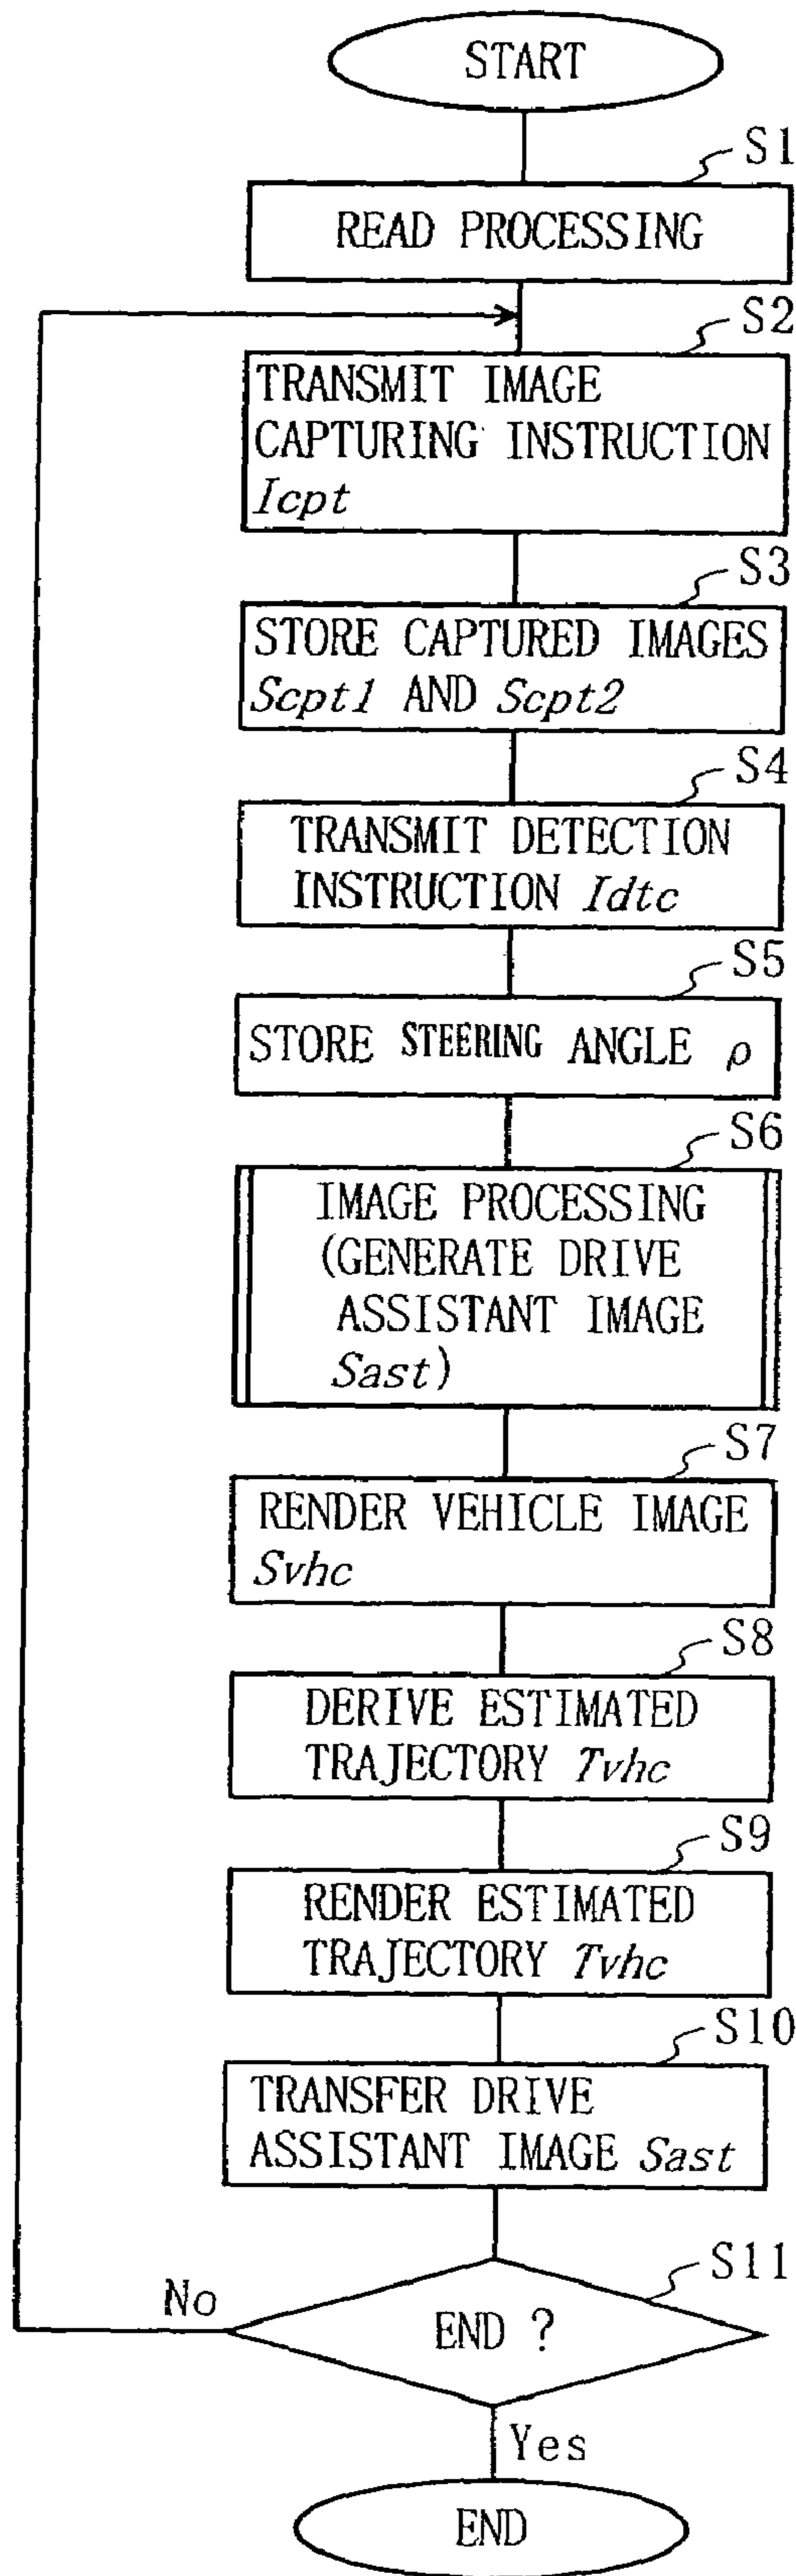 START
S1
READ PROCESSING
S2
TRANSMIT IMAGE
CAPTURING INSTRUCTION
Icpt
S3
STORE CAPTURED IMAGES
Scpt1 AND Scpt2
S4
TRANSMIT DETECTION
INSTRUCTION Idtc
S5
STORE STEERING ANGLE ρ
S6
IMAGE PROCESSING
(GENERATE DRIVE
ASSISTANT IMAGE
Sast)
S7
RENDER VEHICLE IMAGE
Svhc
S8
DERIVE ESTIMATED
TRAJECTORY Tvhc
S9
RENDER ESTIMATED
TRAJECTORY Tvhc
S10
TRANSFER DRIVE
ASSISTANT IMAGE Sast
S11
No
END ?
Yes
END